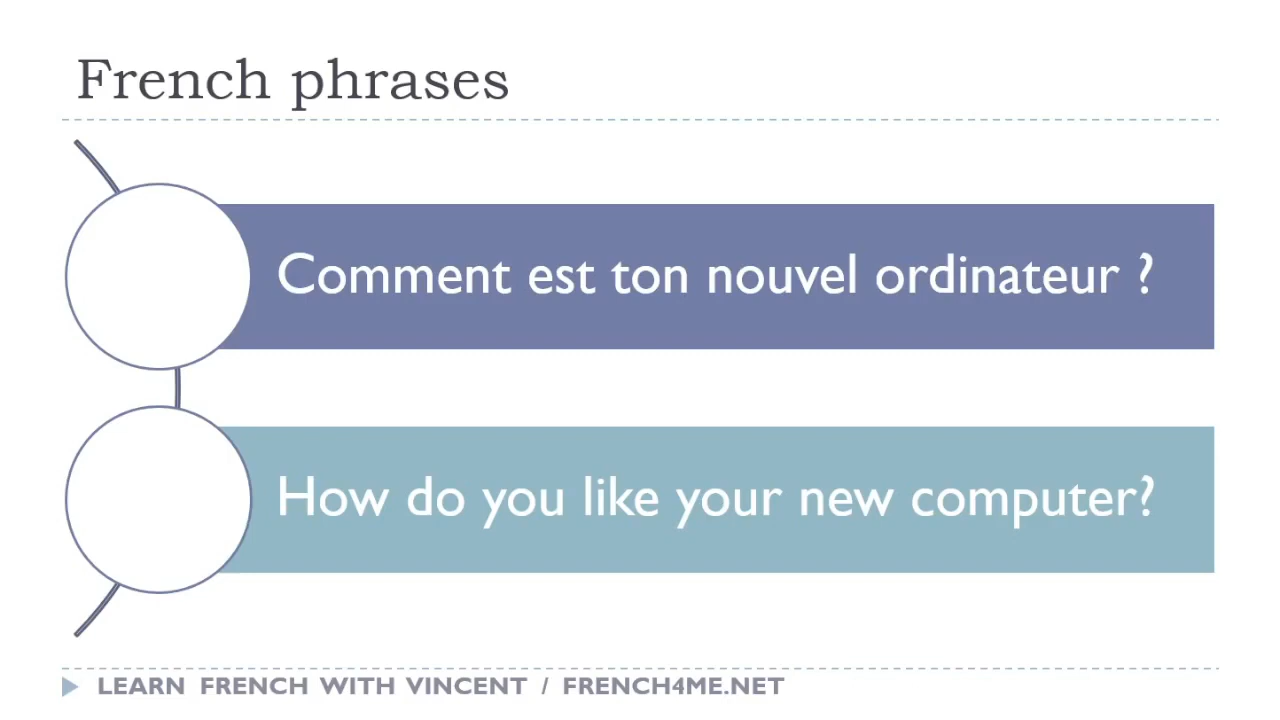 French phrases
Comment est ton nouvel ordinateur ?
How do you like your new computer?
LEARN FRENCH WITH VINCENT / FRENCH4ME.NET